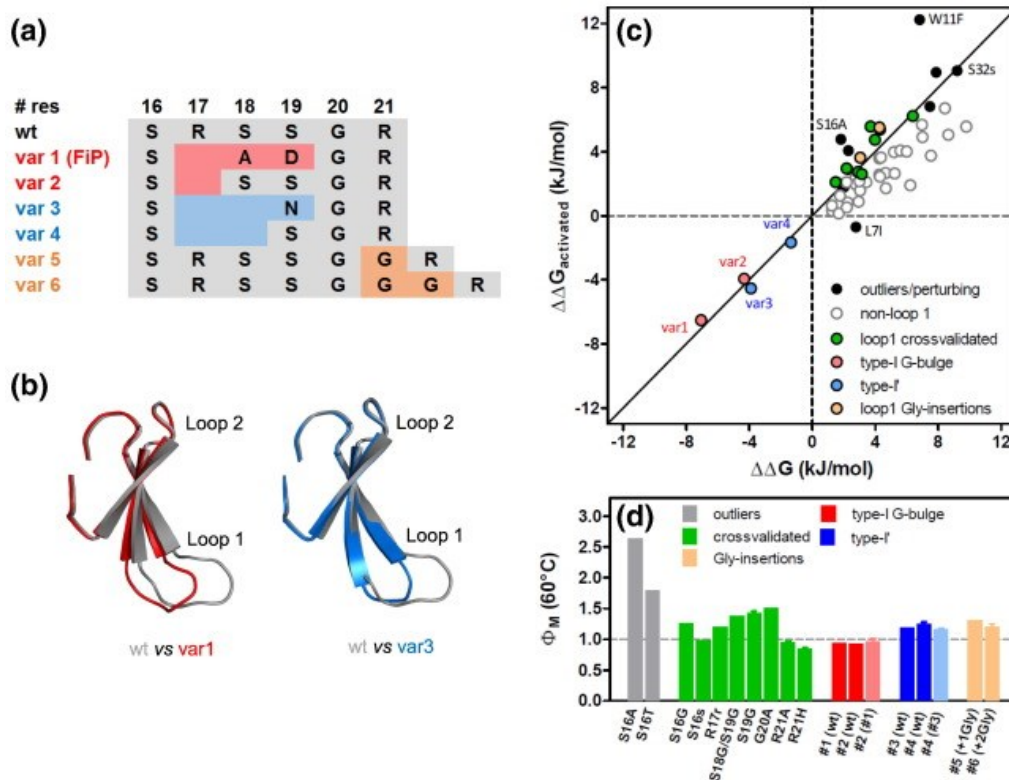 (a)
# res 16 17 18 19 20 21
wt S R S S G R
var 1 (FiP) S A D G R
var 2 S S S G R
var 3 S N G R
var 4 S S G R
var 5 S R S S G G R
var 6 S R S S G G G R
(b)
Loop 2
Loop 1
wt vs var1
Loop 2
Loop 1
wt vs var3
(c)
ΔΔG activated (kJ/mol)
12
8
4
0
-4
-8
-12
-12 -8 -4 0 4 8 12
ΔΔG (kJ/mol)
W11F
S32s
S16A
L7I
var4
var2
var3
var1
outliers/perturbing
non-loop 1
loop1 crossvalidated
type-I G-bulge
type-I'
loop1 Gly-insertions
(d)
ΦM (60°C)
3.0
2.5
2.0
1.5
1.0
0.5
0.0
outliers
crossvalidated
Gly-insertions
type-I G-bulge
type-I'
S16A
S16T
S16G
S16s
R17r
S18G/S19G
S19G
G20A
R21A
R21H
#1 (wt)
#2 (wt)
#2 (#1)
#3 (wt)
#4 (wt)
#4 (#3)
#5 (+1Gly)
#6 (+2Gly)